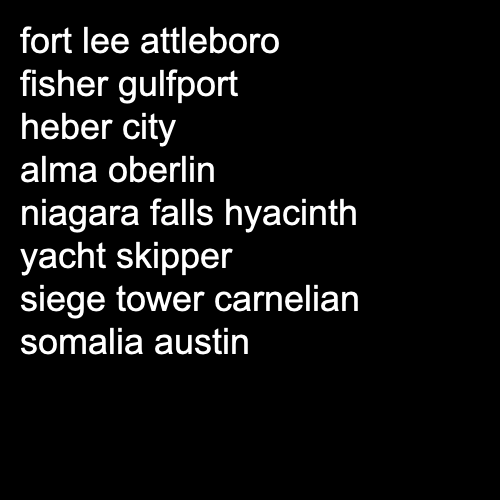 fort lee attleboro
fisher gulfport
heber city
alma oberlin
niagara falls hyacinth
yacht skipper
siege tower carnelian
somalia austin